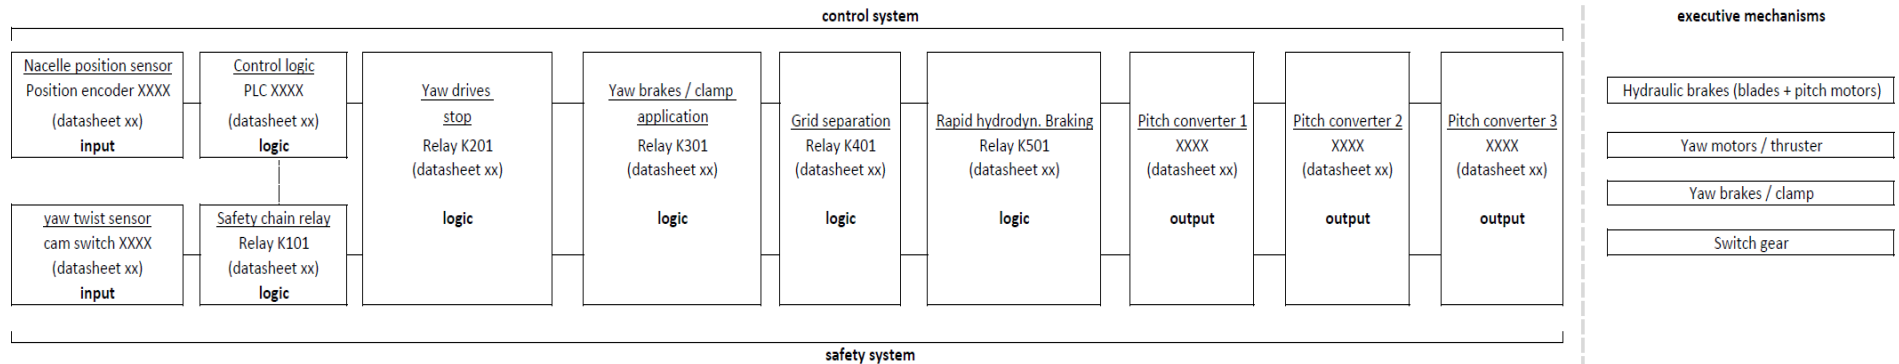 control system
executive mechanisms
Nacelle position sensor
Position encoder XXXX
(datasheet xx)
input
Control logic
PLC XXXX
(datasheet xx)
logic
yaw twist sensor
cam switch XXXX
(datasheet xx)
input
Safety chain relay
Relay K101
(datasheet xx)
logic
Yaw drives
stop
Relay K201
(datasheet xx)
logic
Yaw brakes / clamp
application
Relay K301
(datasheet xx)
logic
Grid separation
Relay K401
(datasheet xx)
logic
Rapid hydrodyn. Braking
Relay K501
(datasheet xx)
logic
Pitch converter 1
XXXX
(datasheet xx)
output
Pitch converter 2
XXXX
(datasheet xx)
output
Pitch converter 3
XXXX
(datasheet xx)
output
Hydraulic brakes (blades + pitch motors)
Yaw motors / thruster
Yaw brakes / clamp
Switch gear
safety system